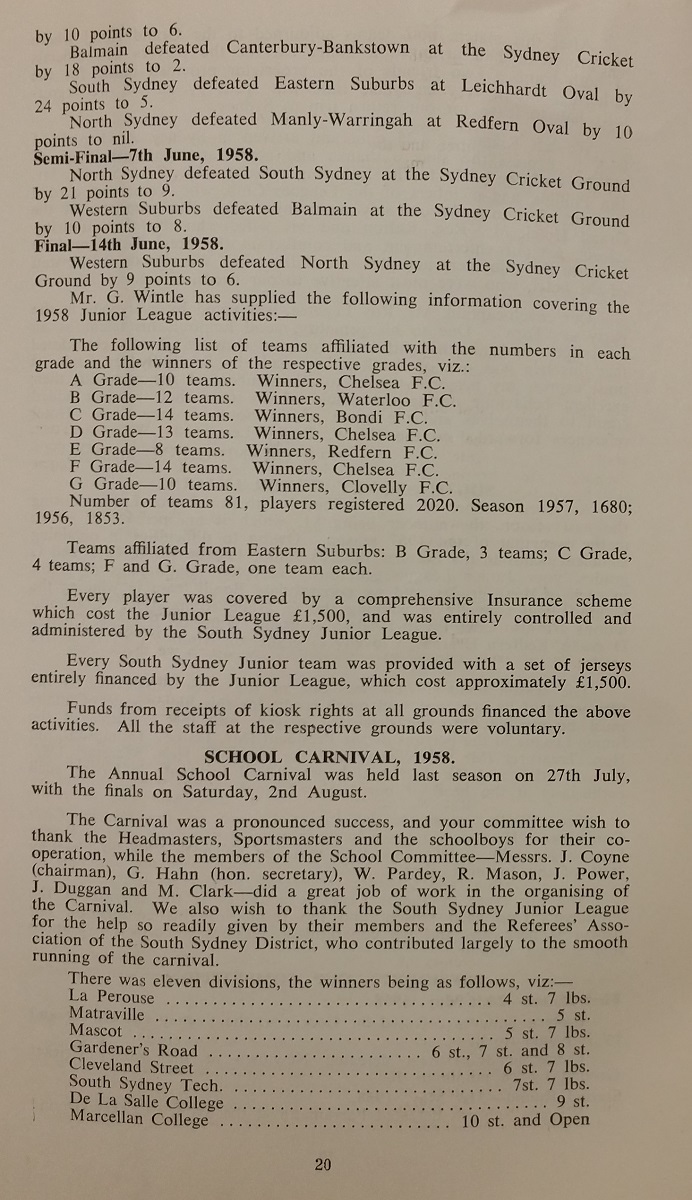 by 10 points to 6.
Balmain defeated Canterbury-Bankstown at the Sydney Cricket
by 18 points to 2.
South Sydney defeated Eastern Suburbs at Leichhardt Oval by
24 points to 5.
North Sydney defeated Manly-Warringah at Redfern Oval by 10
points to nil.
Semi-Final—7th June, 1958.
North Sydney defeated South Sydney at the Sydney Cricket Ground
by 21 points to 9.
Western Suburbs defeated Balmain at the Sydney Cricket Ground
by 10 points to 8.
Final—14th June, 1958.
Western Suburbs defeated North Sydney at the Sydney Cricket
Ground by 9 points to 6.
Mr. G. Wintle has supplied the following information covering the
1958 Junior League activities:—
The following list of teams affiliated with the numbers in each
grade and the winners of the respective grades, viz.:
A Grade—10 teams. Winners, Chelsea F.C.
B Grade—12 teams. Winners, Waterloo F.C.
C Grade—14 teams. Winners, Bondi F.C.
D Grade—13 teams. Winners, Chelsea F.C.
E Grade—8 teams. Winners, Redfern F.C.
F Grade—14 teams. Winners, Chelsea F.C.
G Grade—10 teams. Winners, Clovelly F.C.
Number of teams 81, players registered 2020. Season 1957, 1680;
1956, 1853.
Teams affiliated from Eastern Suburbs: B Grade, 3 teams; C Grade,
4 teams; F and G. Grade, one team each.
Every player was covered by a comprehensive Insurance scheme
which cost the Junior League £1,500, and was entirely controlled and
administered by the South Sydney Junior League.
Every South Sydney Junior team was provided with a set of jerseys
entirely financed by the Junior League, which cost approximately £1,500.
Funds from receipts of kiosk rights at all grounds financed the above
activities. All the staff at the respective grounds were voluntary.
SCHOOL CARNIVAL, 1958.
The Annual School Carnival was held last season on 27th July,
with the finals on Saturday, 2nd August.
The Carnival was a pronounced success, and your committee wish to
thank the Headmasters, Sportsmasters and the schoolboys for their co-
operation, while the members of the School Committee—Messrs. J. Coyne
(chairman), G. Hahn (hon. secretary), W. Pardey, R. Mason, J. Power,
J. Duggan and M. Clark—did a great job of work in the organising of
the Carnival. We also wish to thank the South Sydney Junior League
for the help so readily given by their members and the Referees' Asso-
ciation of the South Sydney District, who contributed largely to the smooth
running of the carnival.
There was eleven divisions, the winners being as follows, viz:—
La Perouse .......................................... 4 st. 7 lbs.
Matraville .................................................. 5 st.
Mascot .............................................. 5 st. 7 lbs.
Gardener's Road .......................... 6 st., 7 st. and 8 st.
Cleveland Street .................................... 6 st. 7 lbs.
South Sydney Tech. .................................. 7st. 7 lbs.
De La Salle College ......................................... 9 st.
Marcellan College ............................ 10 st. and Open
20